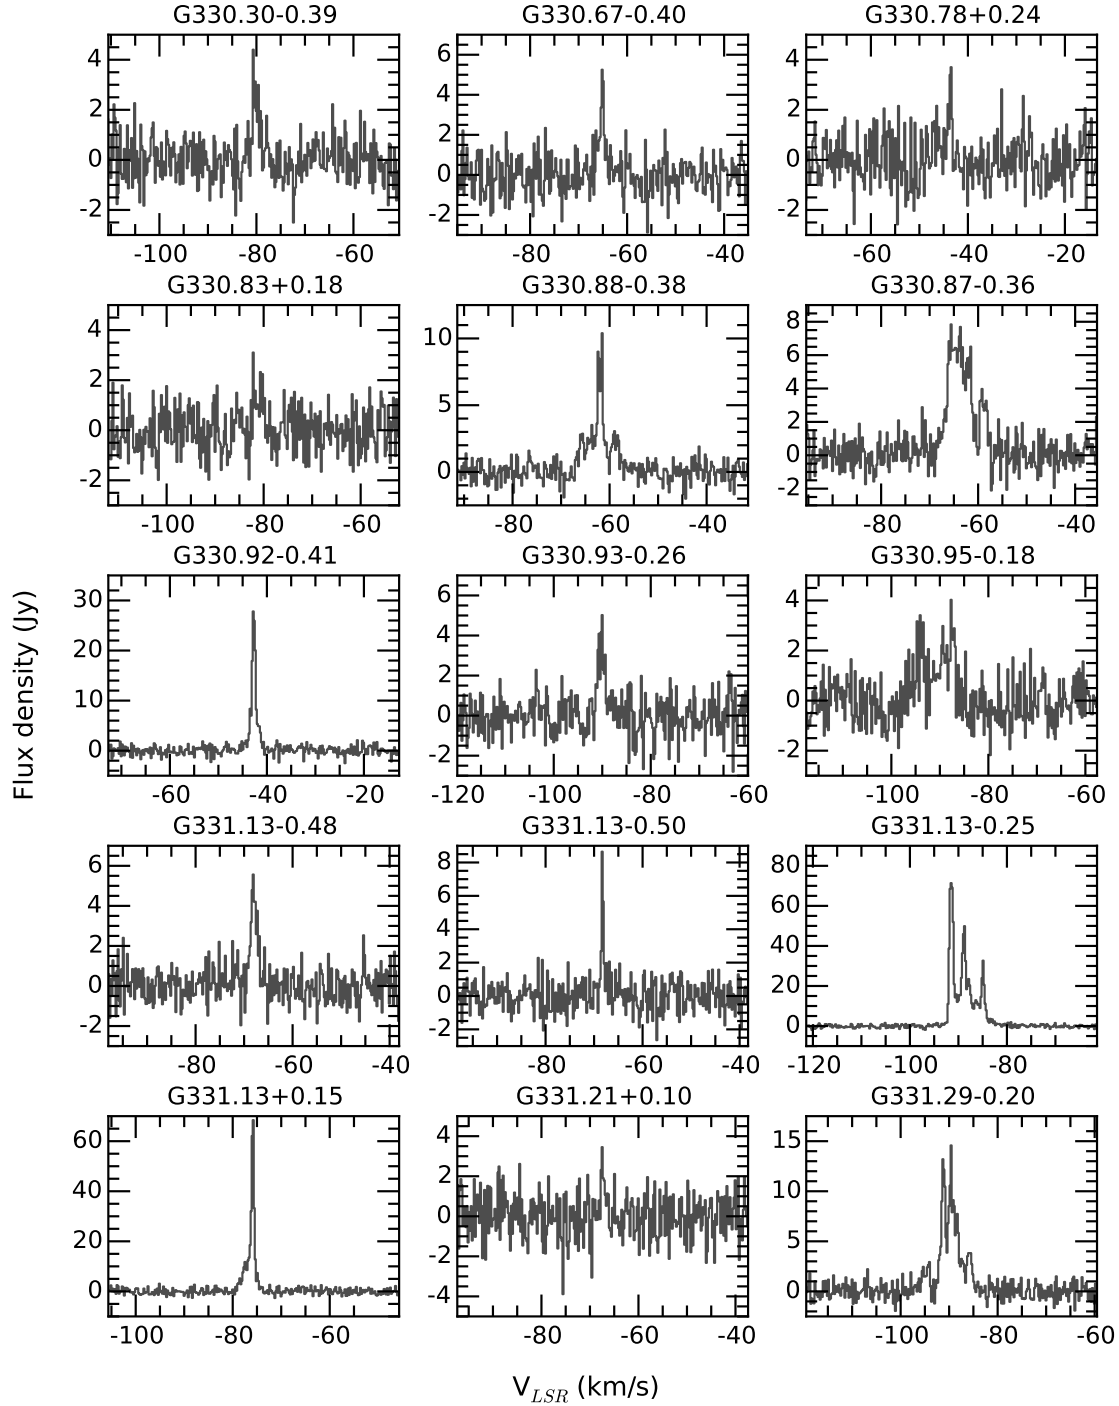 G330.30-0.39 G330.67-0.40 G330.78+0.24
4 2 0 -2
6 4 2 0 -2
4 2 0 -2
-100 -80 -60
-80 -60 -40
-60 -40 -20
G330.83+0.18 G330.88-0.38 G330.87-0.36
4 2 0 -2
10 5 0
8 6 4 2 0 -2
-100 -80 -60
-80 -60 -40
-80 -60 -40
G330.92-0.41 G330.93-0.26 G330.95-0.18
30 20 10 0
6 4 2 0 -2
4 2 0 -2
-60 -40 -20
-120 -100 -80 -60
-100 -80 -60
Flux density (Jy)
G331.13-0.48 G331.13-0.50 G331.13-0.25
6 4 2 0 -2
8 6 4 2 0 -2
80 60 40 20 0
-80 -60 -40
-80 -60 -40
-120 -100 -80
G331.13+0.15 G331.21+0.10 G331.29-0.20
60 40 20 0
4 2 0 -2 -4
15 10 5 0
-100 -80 -60
-80 -60 -40
-100 -80 -60
V_LSR (km/s)